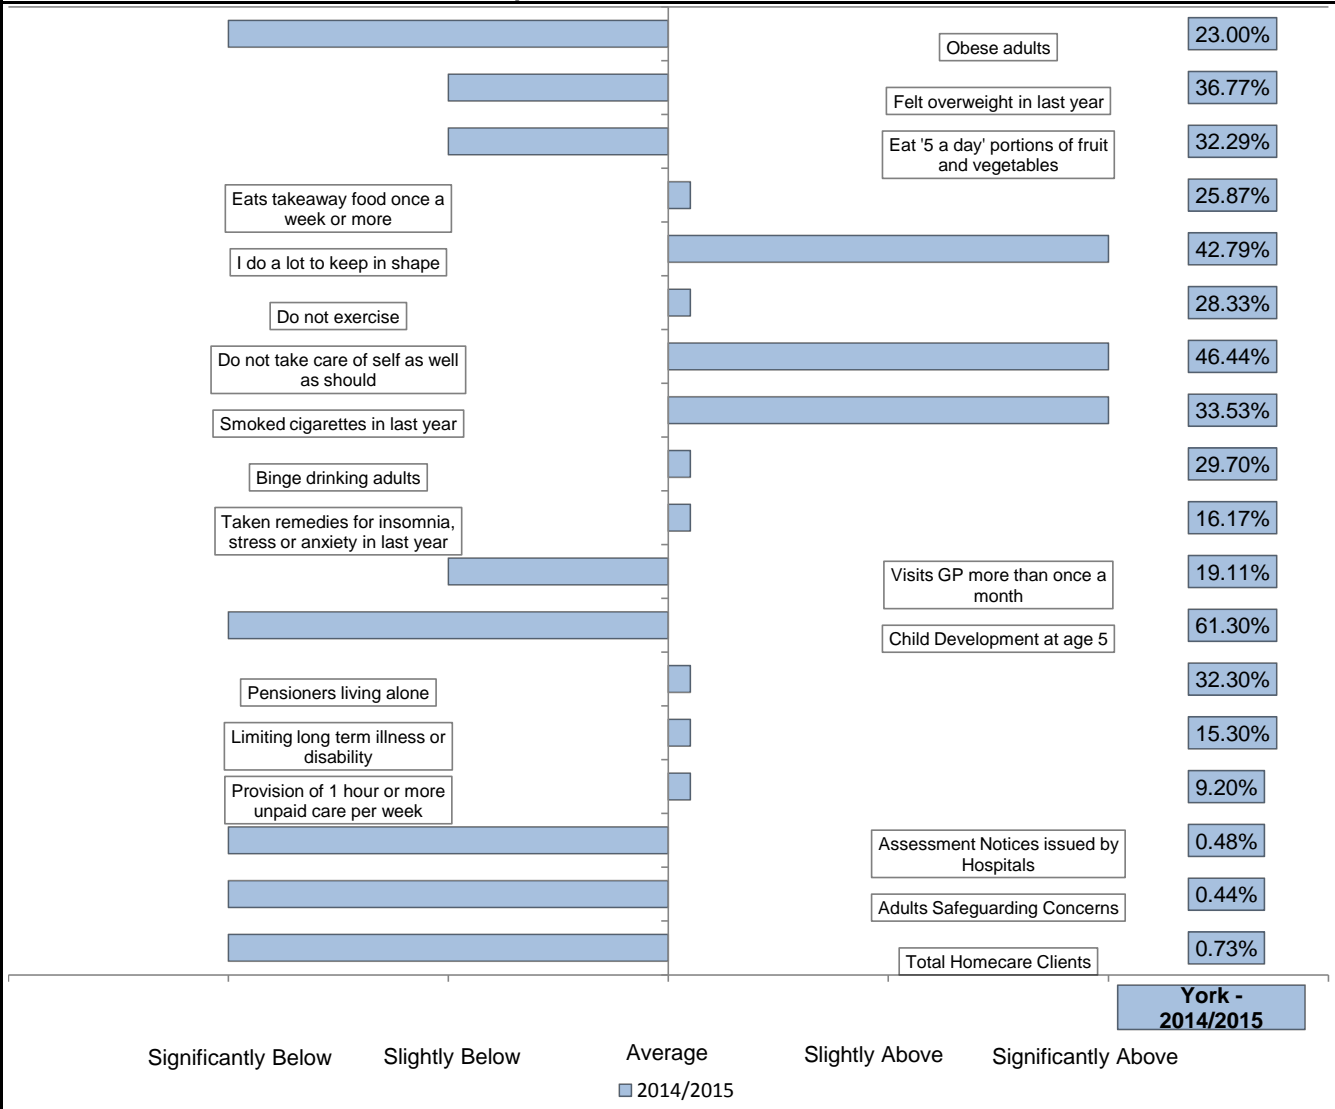 Obese adults
23.00%
Felt overweight in last year
36.77%
Eat '5 a day' portions of fruit
and vegetables
32.29%
Eats takeaway food once a
week or more
25.87%
I do a lot to keep in shape
42.79%
Do not exercise
28.33%
Do not take care of self as well
as should
46.44%
Smoked cigarettes in last year
33.53%
Binge drinking adults
29.70%
Taken remedies for insomnia,
stress or anxiety in last year
16.17%
Visits GP more than once a
month
19.11%
Child Development at age 5
61.30%
Pensioners living alone
32.30%
Limiting long term illness or
disability
15.30%
Provision of 1 hour or more
unpaid care per week
9.20%
Assessment Notices issued by
Hospitals
0.48%
Adults Safeguarding Concerns
0.44%
Total Homecare Clients
0.73%
York -
2014/2015
Significantly Below Slightly Below Average Slightly Above Significantly Above
2014/2015